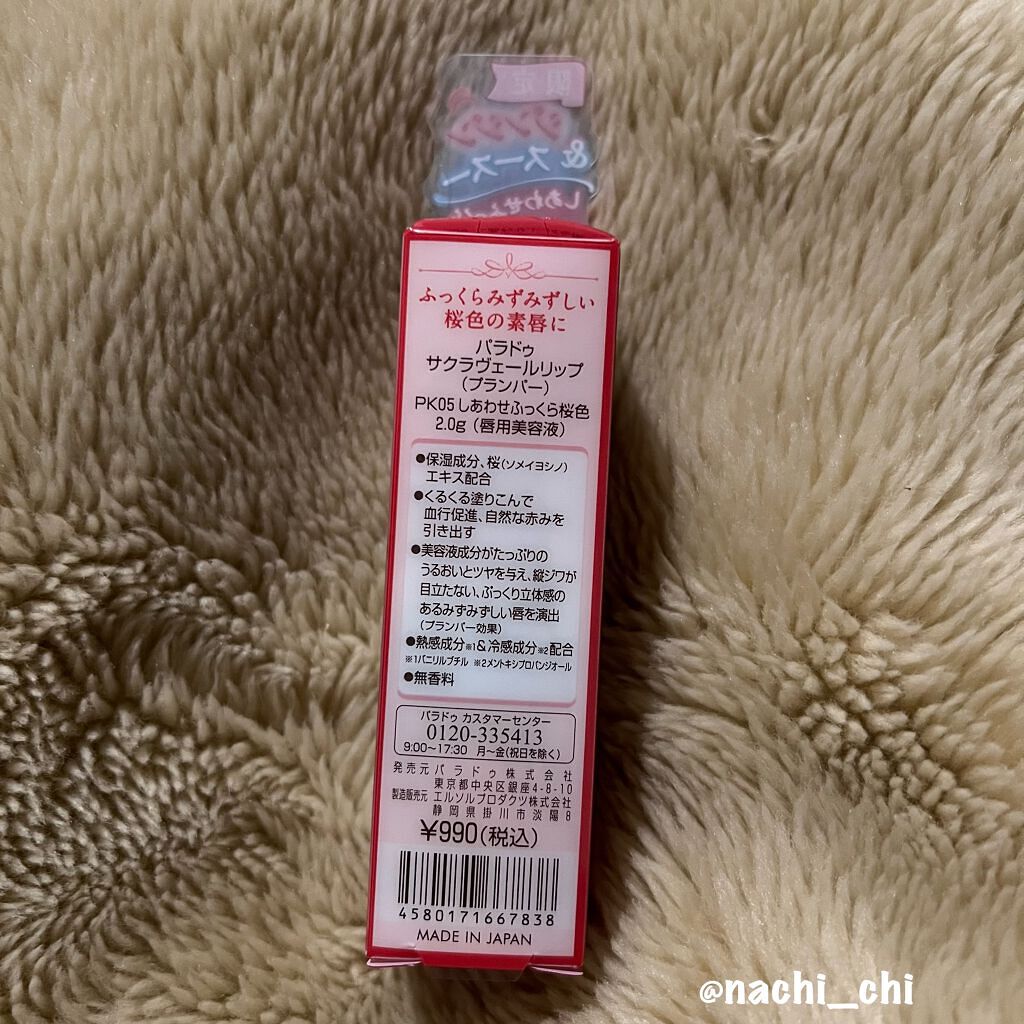 限定
ジンジン
& スースー
ふっくらみずみずしい
桜色の素唇に
パラドゥ
サクラヴェールリップ
(プランパー)
PK05 しあわせふっくら桜色
2.0g (唇用美容液)
●保湿成分、桜(ソメイヨシノ)
エキス配合
●くるくる塗りこんで
血行促進、自然な赤みを
引き出す
●美容液成分がたっぷりの
うるおいとツヤを与え、縦ジワが
目立たない、ぷっくり立体感の
あるみずみずしい唇を演出
(プランパー効果)
●熱感成分※1&冷感成分※2配合
※1バニリルブチル ※2メントキシプロパンジオール
●無香料
パラドゥ カスタマーセンター
0120-335413
9:00〜17:30 月〜金(祝日を除く)
発売元 パラドゥ株式会社
東京都中央区銀座4-8-10
製造販売元 エルソルプロダクツ株式会社
静岡県掛川市淡陽8
¥990(税込)
4580171667838
MADE IN JAPAN
@nachi_chi